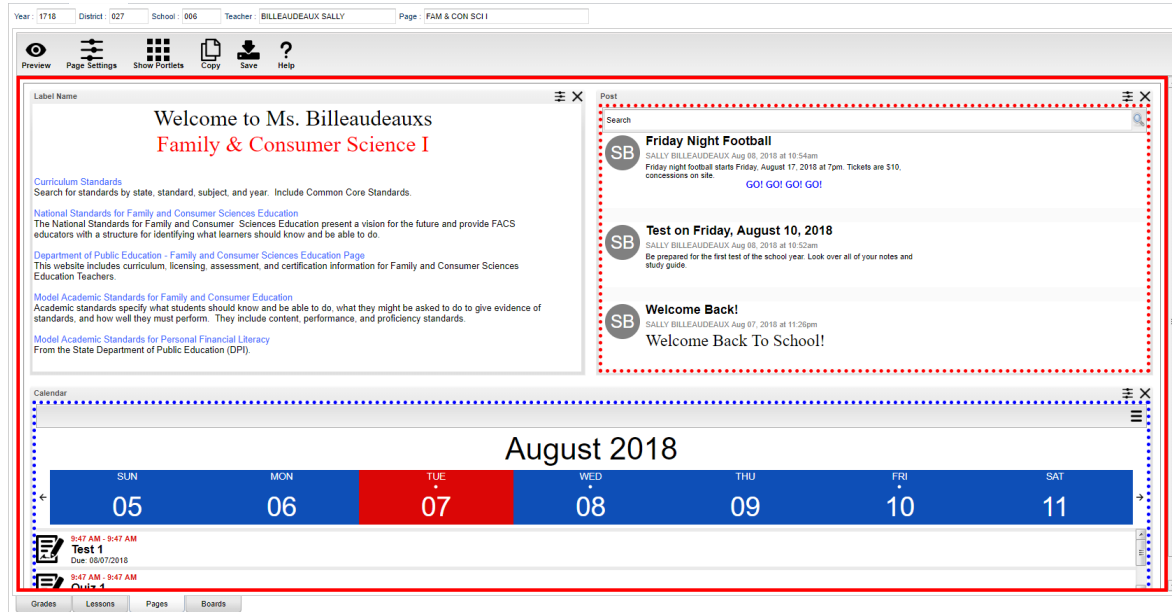 Year : 1718 District : 027 School : 006 Teacher : BILLEAUDEAUX SALLY Page : FAM & CON SCI I
Preview Page Settings Show Portlets Copy Save Help
Label Name
Welcome to Ms. Billeaudeauxs
Family & Consumer Science I
Curriculum Standards
Search for standards by state, standard, subject, and year. Include Common Core Standards.
National Standards for Family and Consumer Sciences Education
The National Standards for Family and Consumer Sciences Education present a vision for the future and provide FACS
educators with a structure for identifying what learners should know and be able to do.
Department of Public Education - Family and Consumer Sciences Education Page
This website includes curriculum, licensing, assessment, and certification information for Family and Consumer Sciences
Education Teachers.
Model Academic Standards for Family and Consumer Education
Academic standards specify what students should know and be able to do, what they might be asked to do to give evidence of
standards, and how well they must perform. They include content, performance, and proficiency standards.
Model Academic Standards for Personal Financial Literacy
From the State Department of Public Education (DPI).
Post
Search
SB
Friday Night Football
SALLY BILLEAUDEAUX Aug 08, 2018 at 10:54am
Friday night football starts Friday, August 17, 2018 at 7pm. Tickets are $10,
concessions on site.
GO! GO! GO! GO!
SB
Test on Friday, August 10, 2018
SALLY BILLEAUDEAUX Aug 08, 2018 at 10:52am
Be prepared for the first test of the school year. Look over all of your notes and
study guide.
SB
Welcome Back!
SALLY BILLEAUDEAUX Aug 07, 2018 at 11:26pm
Welcome Back To School!
Calendar
August 2018
SUN MON TUE WED THU FRI SAT
05 06 07 08 09 10 11
9:47 AM - 9:47 AM
Test 1
Due: 08/07/2018
9:47 AM - 9:47 AM
Quiz 1
Grades Lessons Pages Boards